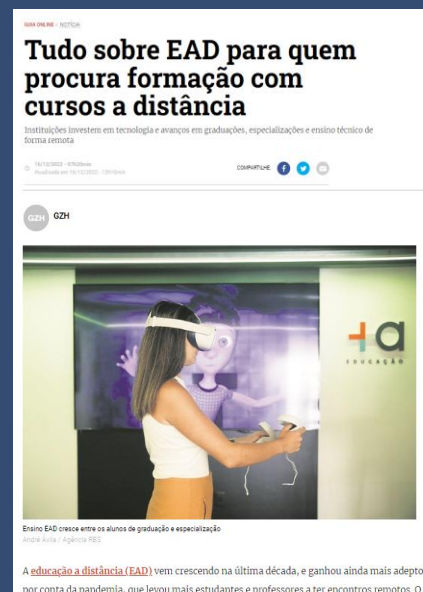 GUIA ONLINE / NOTÍCIA
Tudo sobre EAD para quem
procura formação com
cursos a distância
Instituições investem em tecnologia e avanços em graduações, especializações e ensino técnico de
forma remota
COMPARTILHE
GZH GZH
+a
EDUCAÇÃO
Ensino EAD cresce entre os alunos de graduação e especialização
André Ávila / Agência RBS
A educação a distância (EAD) vem crescendo na última década, e ganhou ainda mais adepto
por conta da pandemia, que levou mais estudantes e professores a ter encontros remotos. O